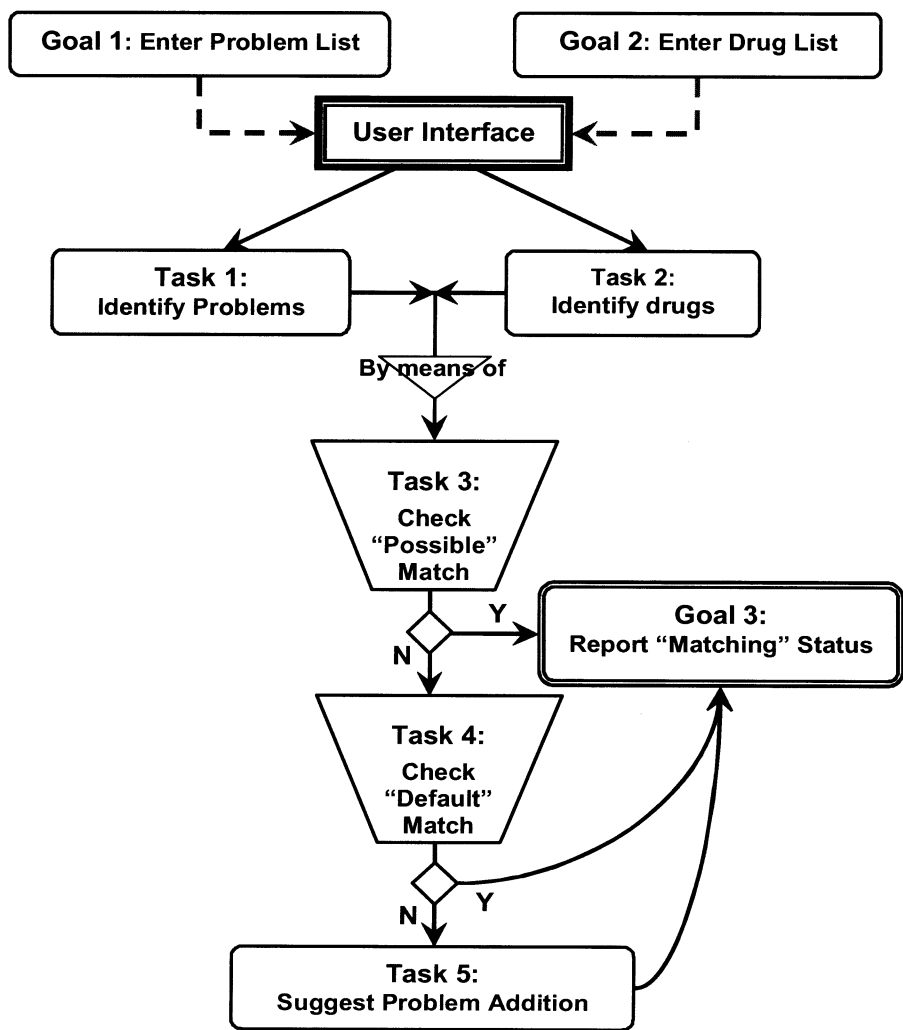 Goal 1: Enter Problem List
Goal 2: Enter Drug List
User Interface
Task 1:
Identify Problems
Task 2:
Identify drugs
By means of
Task 3:
Check
“Possible”
Match
Y
N
Goal 3:
Report “Matching” Status
Task 4:
Check
“Default”
Match
Y
N
Task 5:
Suggest Problem Addition